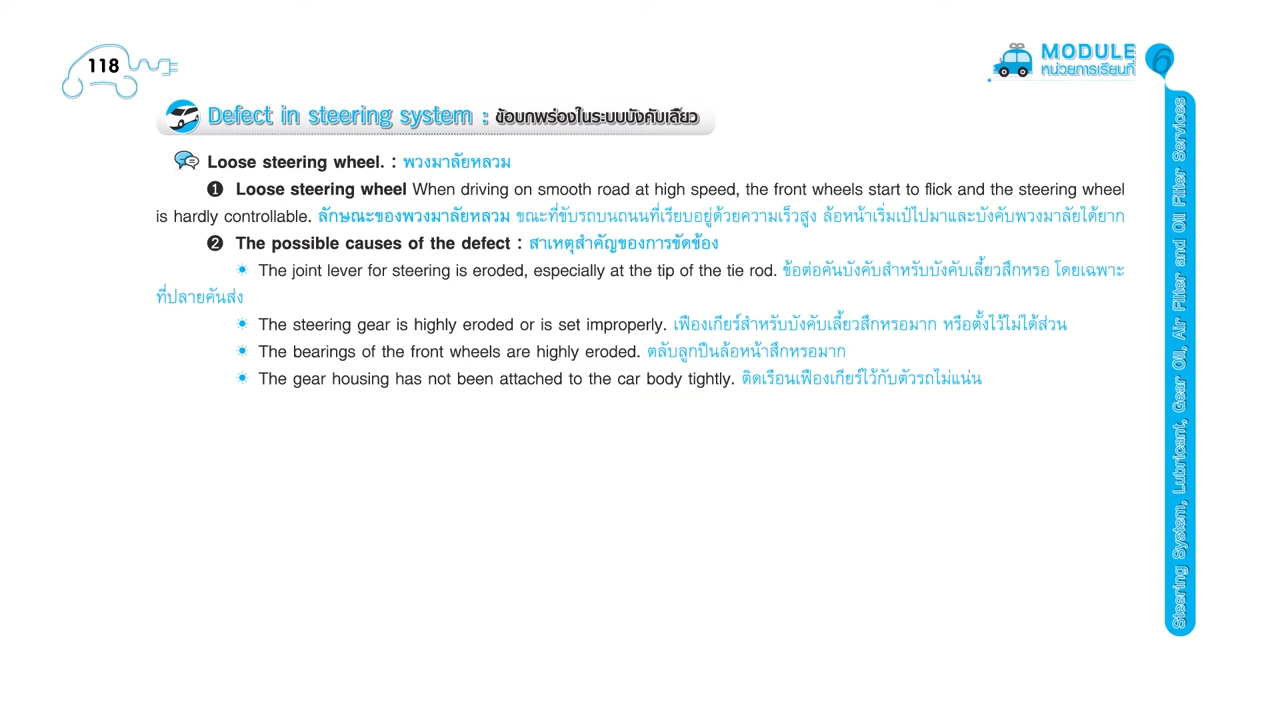 118
MODULE
หน่วยการเรียนที่
6
Defect in steering system : ข้อบกพร่องในระบบบังคับเลี้ยว
Loose steering wheel. : พวงมาลัยหลวม
❶ Loose steering wheel When driving on smooth road at high speed, the front wheels start to flick and the steering wheel
is hardly controllable. ลักษณะของพวงมาลัยหลวม ขณะที่ขับรถบนถนนที่เรียบอยู่ด้วยความเร็วสูง ล้อหน้าเริ่มเป๋ไปมาและบังคับพวงมาลัยได้ยาก
❷ The possible causes of the defect : สาเหตุสำคัญของการขัดข้อง
The joint lever for steering is eroded, especially at the tip of the tie rod. ข้อต่อคันบังคับสำหรับบังคับเลี้ยวสึกหรอ โดยเฉพาะ
ที่ปลายคันส่ง
The steering gear is highly eroded or is set improperly. เฟืองเกียร์สำหรับบังคับเลี้ยวสึกหรอมาก หรือตั้งไว้ไม่ได้ส่วน
The bearings of the front wheels are highly eroded. ตลับลูกปืนล้อหน้าสึกหรอมาก
The gear housing has not been attached to the car body tightly. ติดเรือนเฟืองเกียร์ไว้กับตัวรถไม่แน่น
Steering System, Lubricant, Gear Oil, Air Filter and Oil Filter Services